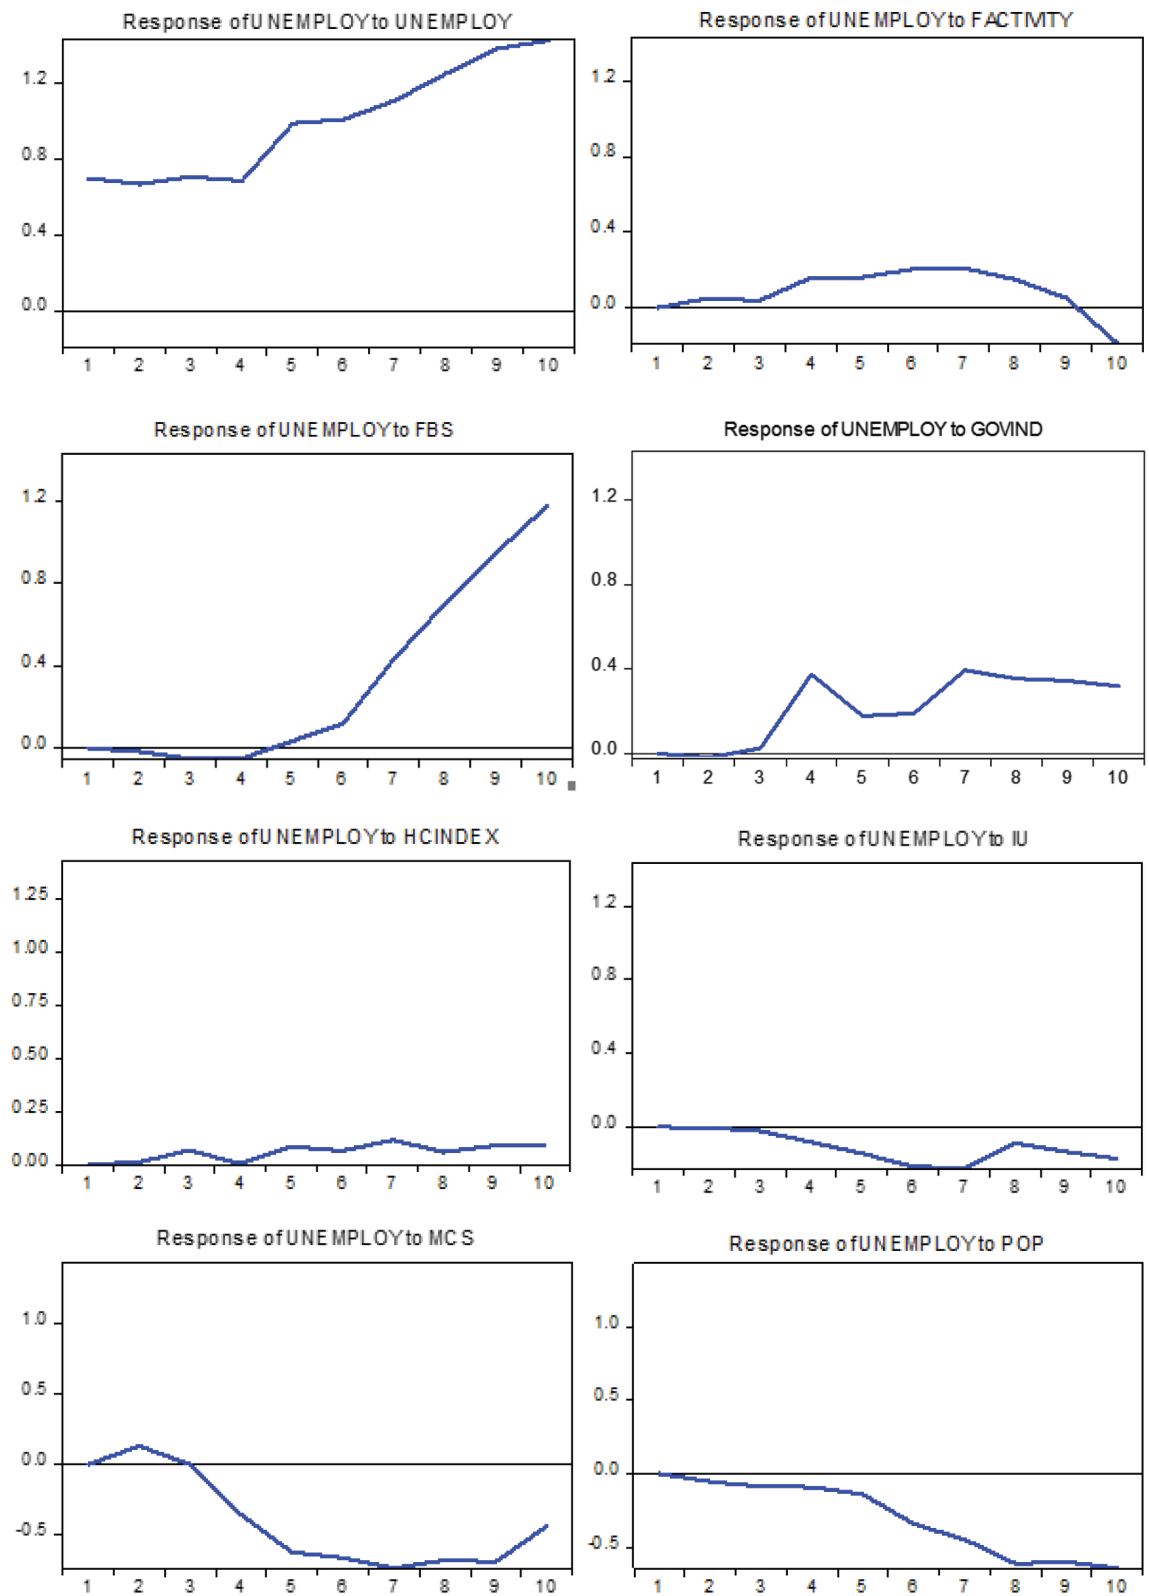 Response of UNEMPLOY to UNEMPLOY
1.2
0.8
0.4
0.0
1 2 3 4 5 6 7 8 9 10
Response of UNEMPLOY to FACTIVITY
1.2
0.8
0.4
0.0
1 2 3 4 5 6 7 8 9 10
Response of UNEMPLOY to FBS
1.2
0.8
0.4
0.0
1 2 3 4 5 6 7 8 9 10
Response of UNEMPLOY to GOVIND
1.2
0.8
0.4
0.0
1 2 3 4 5 6 7 8 9 10
Response of UNEMPLOY to HCINDEX
1.25
1.00
0.75
0.50
0.25
0.00
1 2 3 4 5 6 7 8 9 10
Response of UNEMPLOY to IU
1.2
0.8
0.4
0.0
1 2 3 4 5 6 7 8 9 10
Response of UNEMPLOY to MCS
1.0
0.5
0.0
-0.5
1 2 3 4 5 6 7 8 9 10
Response of UNEMPLOY to POP
1.0
0.5
0.0
-0.5
1 2 3 4 5 6 7 8 9 10